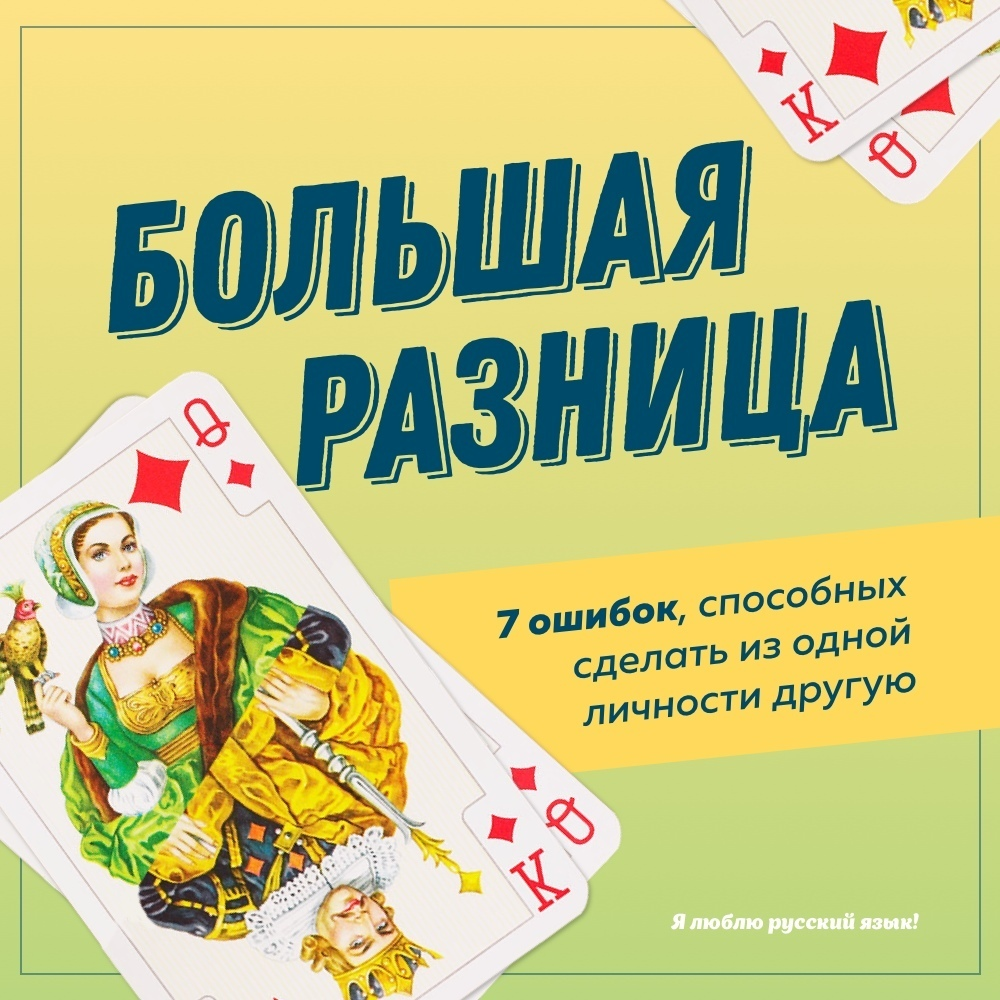 K
Q
БОЛЬШАЯ
РАЗНИЦА
Q
7 ошибок, способных
сделать из одной
личности другую
Q
K
Я люблю русский язык!